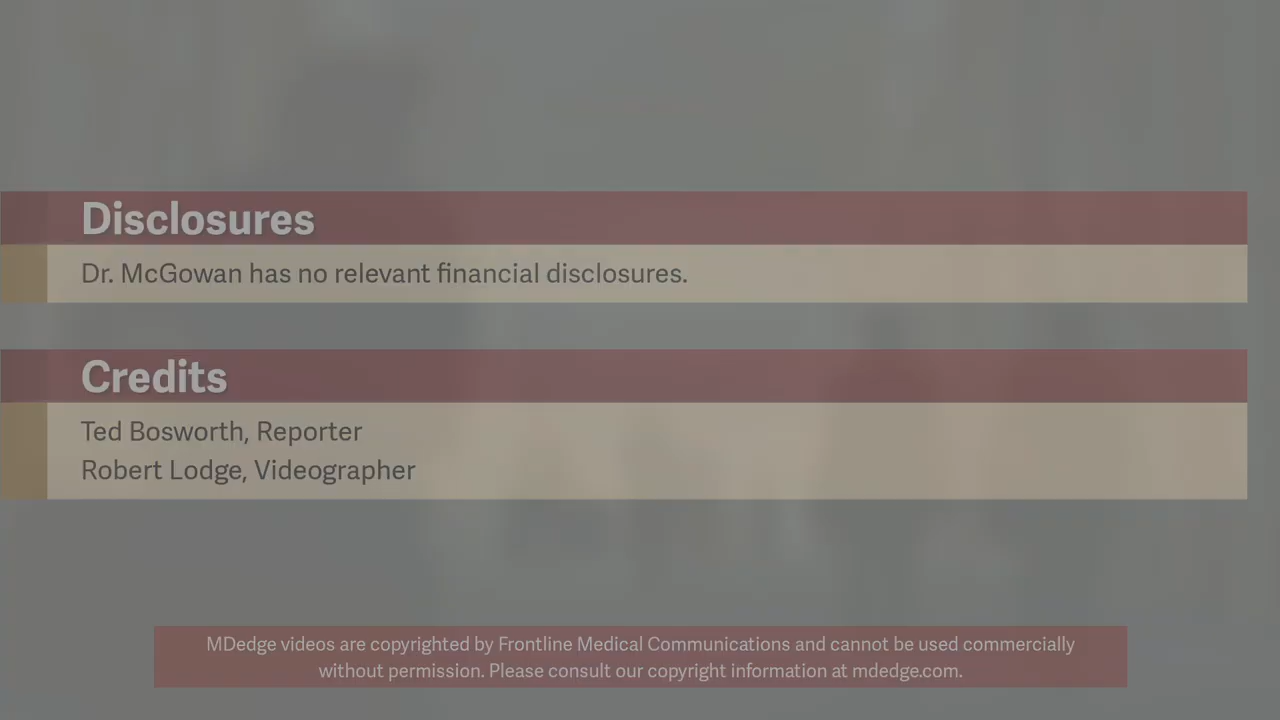 Disclosures
Dr. McGowan has no relevant financial disclosures.
Credits
Ted Bosworth, Reporter
Robert Lodge, Videographer
MDedge videos are copyrighted by Frontline Medical Communications and cannot be used commercially
without permission. Please consult our copyright information at mdedge.com.